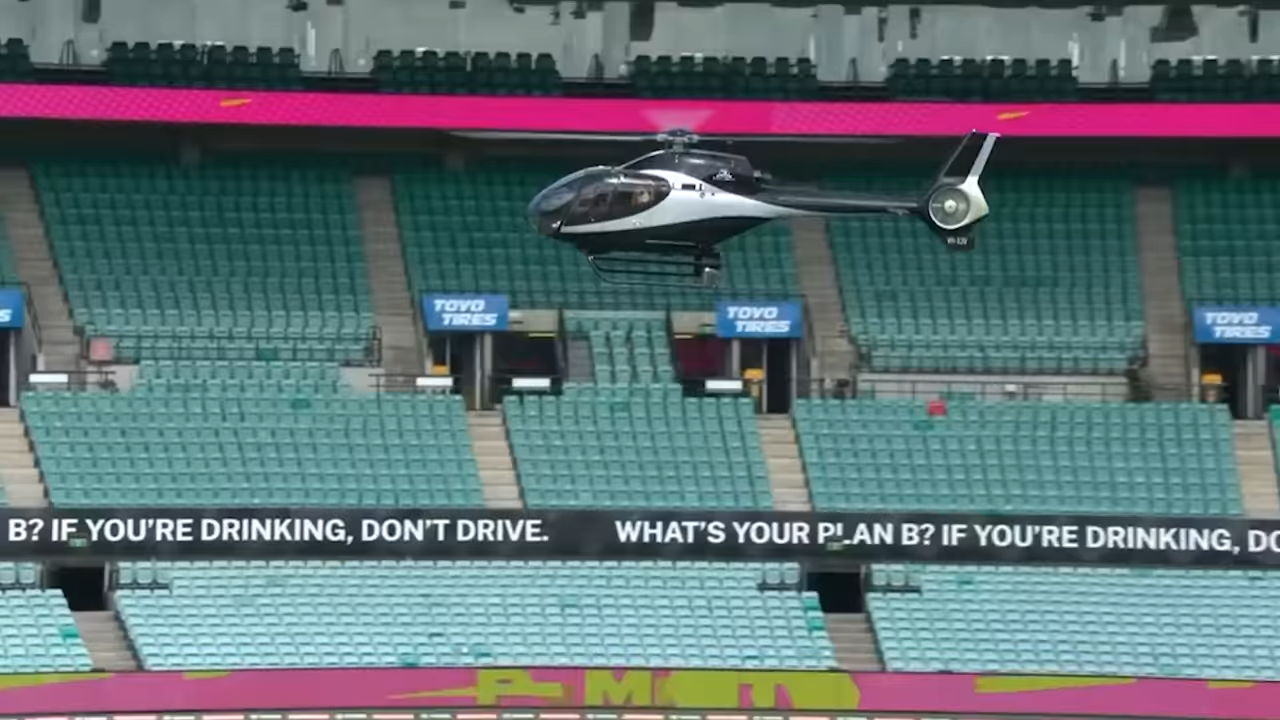 TOYO
TIRES
TOYO
TIRES
TOYO
TIRES
B? IF YOU'RE DRINKING, DON'T DRIVE. WHAT'S YOUR PLAN B? IF YOU'RE DRINKING, DO